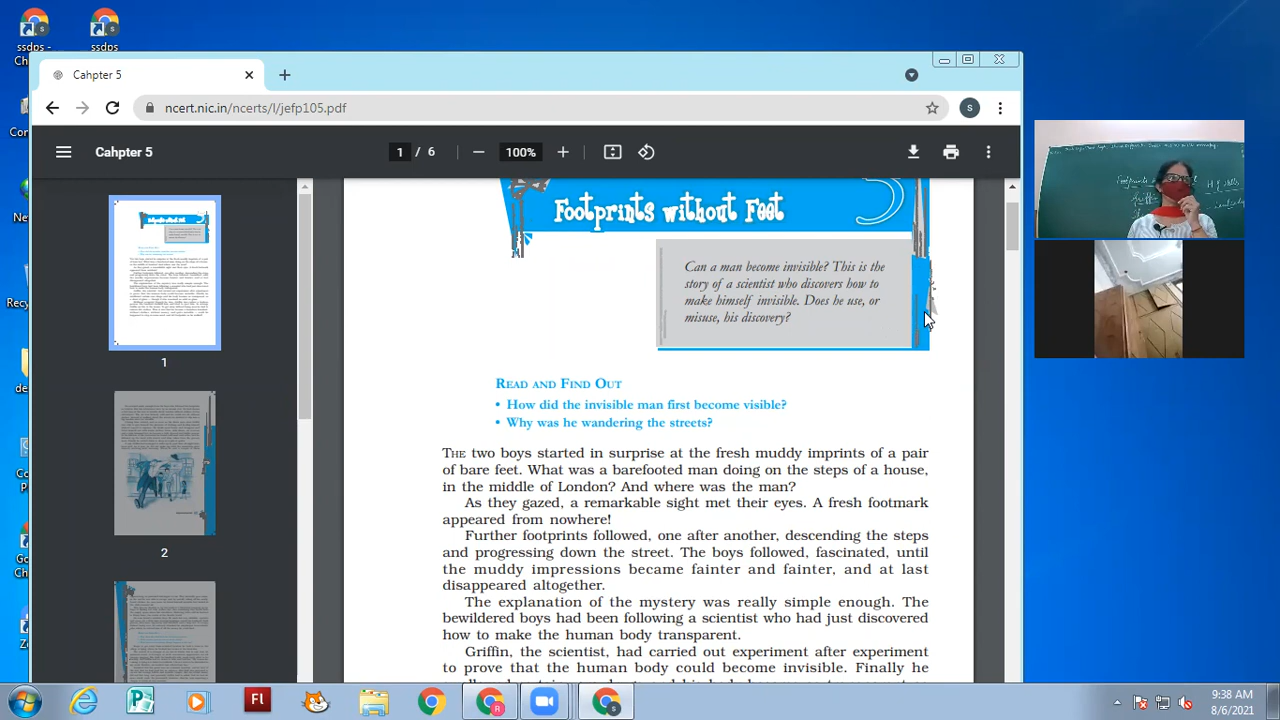 ssdps -
ssdps
Cahpter 5
ncert.nic.in/ncerts/l/jefp105.pdf
s
Cahpter 5
1 / 6
100%
1
2
5
Footprints without Feet
Can a man become invisible? This is the
story of a scientist who discovers how to
make himself invisible. Does he use, or
misuse, his discovery?
READ AND FIND OUT
• How did the invisible man first become visible?
• Why was he wandering the streets?
THE two boys started in surprise at the fresh muddy imprints of a pair
of bare feet. What was a barefooted man doing on the steps of a house,
in the middle of London? And where was the man?
As they gazed, a remarkable sight met their eyes. A fresh footmark
appeared from nowhere!
Further footprints followed, one after another, descending the steps
and progressing down the street. The boys followed, fascinated, until
the muddy impressions became fainter and fainter, and at last
disappeared altogether.
The explanation of the mystery was really simple enough. The
bewildered boys had been following a scientist who had just discovered
how to make the human body transparent.
Griffin, the scientist, had carried out experiment after experiment
to prove that the human body could become invisible. Finally he
Footprints
H G Wells
9:38 AM
8/6/2021